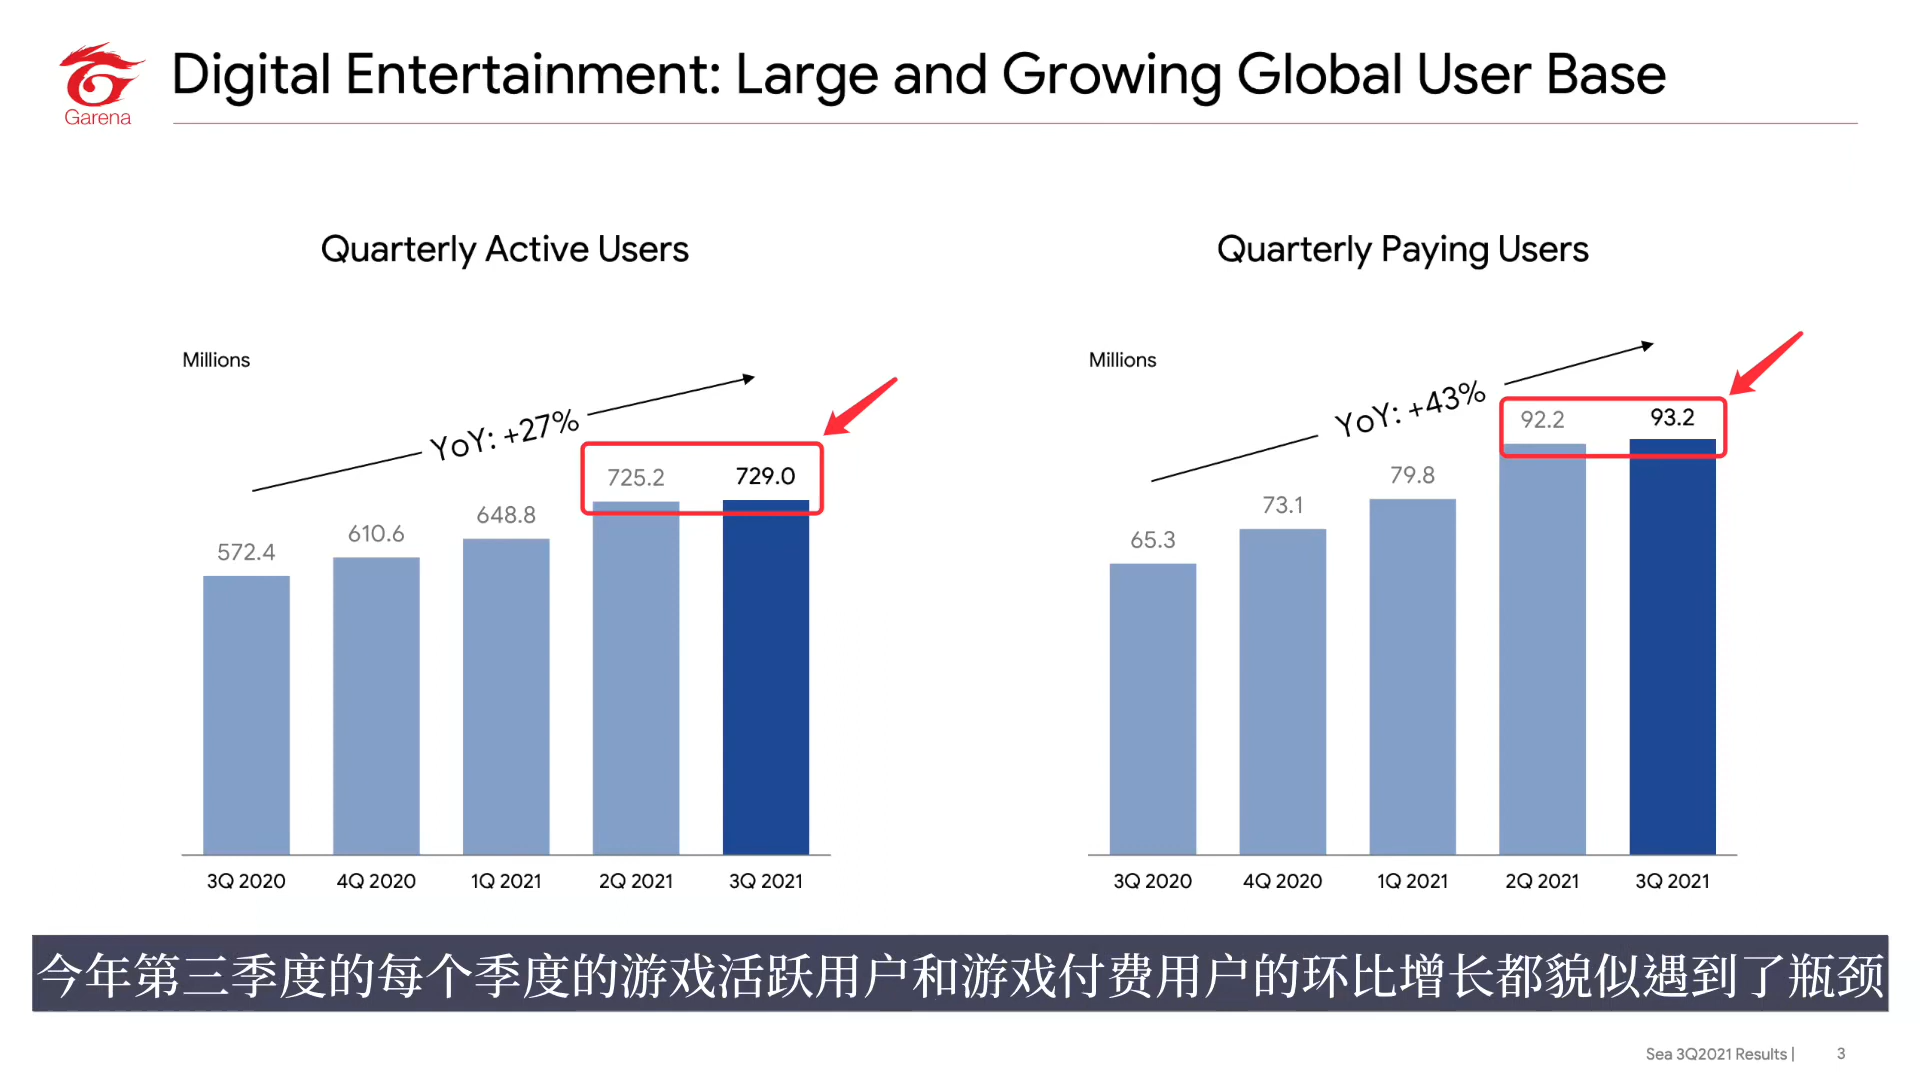 Garena
Digital Entertainment: Large and Growing Global User Base
Quarterly Active Users
Millions
YoY: +27%
572.4
610.6
648.8
725.2
729.0
3Q 2020
4Q 2020
1Q 2021
2Q 2021
3Q 2021
Quarterly Paying Users
Millions
YoY: +43%
65.3
73.1
79.8
92.2
93.2
3Q 2020
4Q 2020
1Q 2021
2Q 2021
3Q 2021
今年第三季度的每个季度的游戏活跃用户和游戏付费用户的环比增长都貌似遇到了瓶颈
Sea 3Q2021 Results | 3